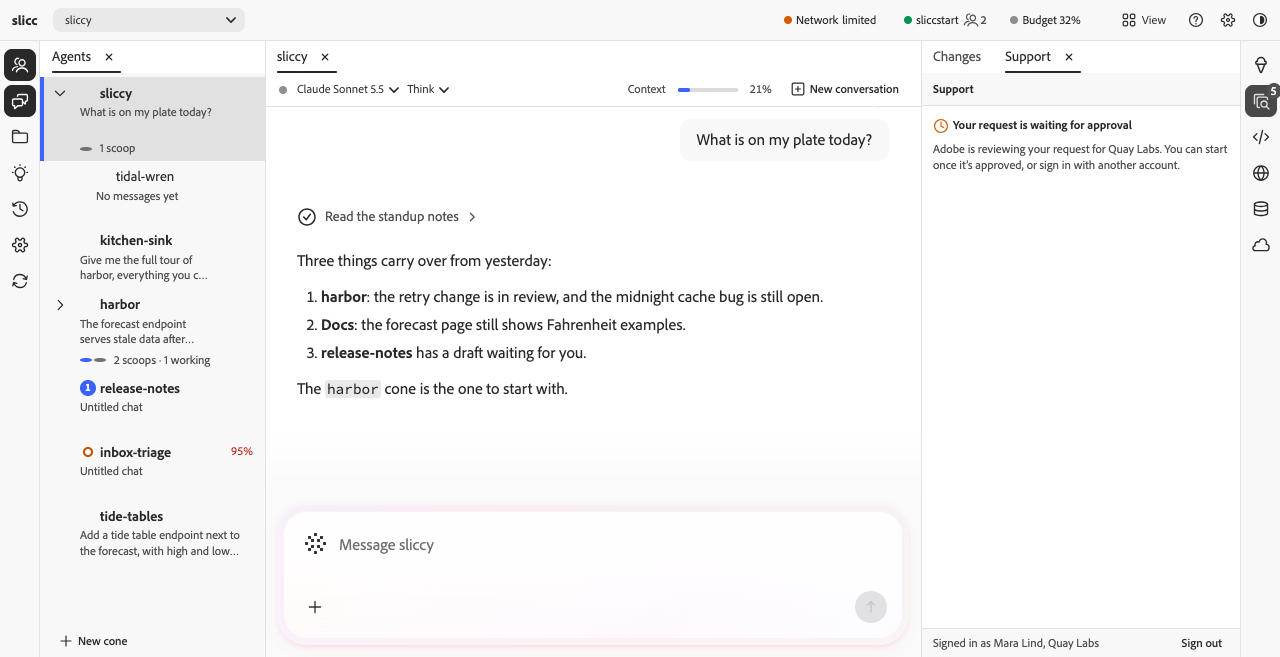 slicc
sliccy
Network limited
sliccstart
2
Budget 32%
View
Agents
sliccy
What is on my plate today?
1 scoop
tidal-wren
No messages yet
kitchen-sink
Give me the full tour of
harbor, everything you c...
harbor
The forecast endpoint
serves stale data after...
2 scoops · 1 working
1
release-notes
Untitled chat
inbox-triage
95%
Untitled chat
tide-tables
Add a tide table endpoint next to
the forecast, with high and low...
New cone
sliccy
Claude Sonnet 5.5
Think
Context
21%
New conversation
What is on my plate today?
Read the standup notes
Three things carry over from yesterday:
1. harbor: the retry change is in review, and the midnight cache bug is still open.
2. Docs: the forecast page still shows Fahrenheit examples.
3. release-notes has a draft waiting for you.
The harbor cone is the one to start with.
Message sliccy
Changes
Support
Support
Your request is waiting for approval
Adobe is reviewing your request for Quay Labs. You can start
once it's approved, or sign in with another account.
Signed in as Mara Lind, Quay Labs
Sign out
5